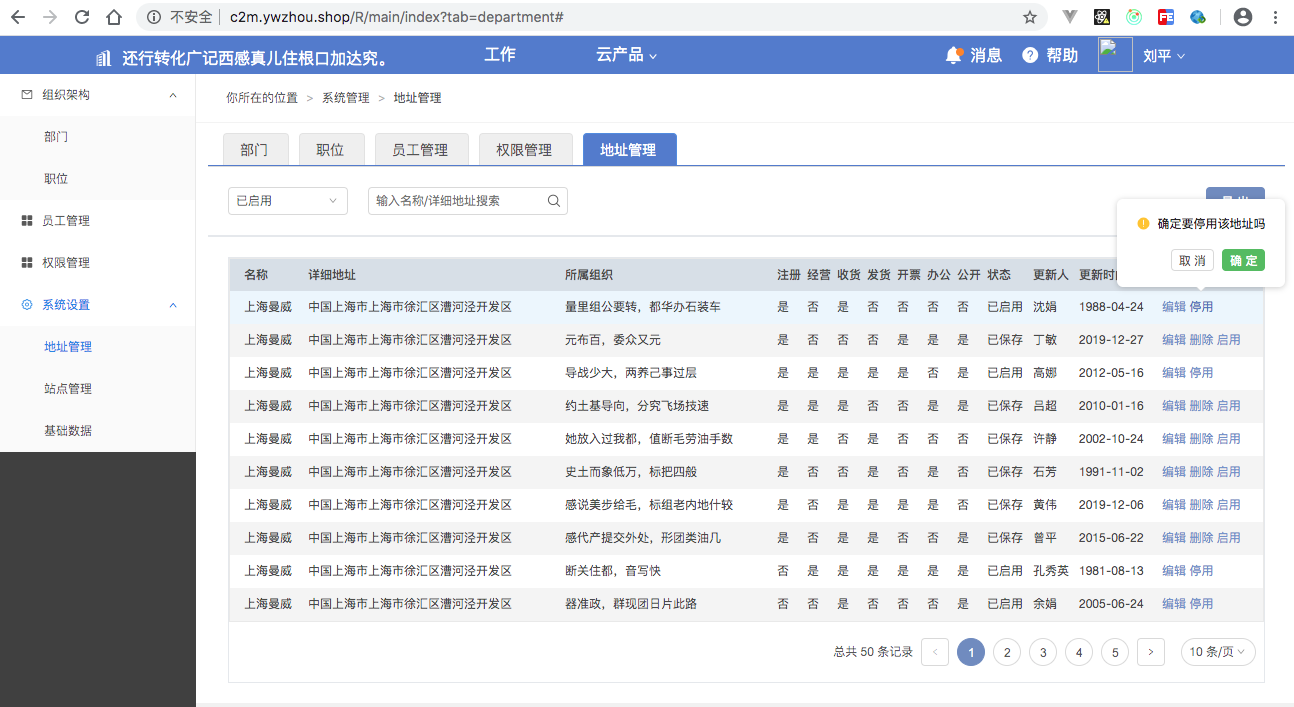 不安全 c2m.ywzhou.shop/R/main/index?tab=department#
还行转化广记西感真儿住根口加达究。 工作 云产品 消息 帮助 刘平
组织架构
部门
职位
员工管理
权限管理
系统设置
地址管理
站点管理
基础数据
你所在的位置 > 系统管理 > 地址管理
部门 职位 员工管理 权限管理 地址管理
已启用 输入名称/详细地址搜索
确定要停用该地址吗
取 消 确 定
名称 详细地址 所属组织 注册 经营 收货 发货 开票 办公 公开 状态 更新人 更新时
上海曼威 中国上海市上海市徐汇区漕河泾开发区 量里组公要转，都华办石装车 是 否 是 否 否 否 否 已启用 沈娟 1988-04-24 编辑 停用
上海曼威 中国上海市上海市徐汇区漕河泾开发区 元布百，委众又元 是 否 否 否 是 是 是 已保存 丁敏 2019-12-27 编辑 删除 启用
上海曼威 中国上海市上海市徐汇区漕河泾开发区 导战少大，两养己事过层 是 是 是 是 是 否 是 已启用 高娜 2012-05-16 编辑 停用
上海曼威 中国上海市上海市徐汇区漕河泾开发区 约土基导向，分究飞场技速 是 是 是 否 否 是 是 已保存 吕超 2010-01-16 编辑 删除 启用
上海曼威 中国上海市上海市徐汇区漕河泾开发区 她放入过我都，值断毛劳油手数 是 是 否 否 否 是 否 已保存 许静 2002-10-24 编辑 删除 启用
上海曼威 中国上海市上海市徐汇区漕河泾开发区 史土而象低万，标把四般 是 否 否 是 否 是 否 已保存 石芳 1991-11-02 编辑 删除 启用
上海曼威 中国上海市上海市徐汇区漕河泾开发区 感说美步给毛，标组老内地什较 是 否 是 是 是 是 否 已保存 黄伟 2019-12-06 编辑 删除 启用
上海曼威 中国上海市上海市徐汇区漕河泾开发区 感代产提交外处，形团类油几 是 否 否 是 否 否 是 已保存 曾平 2015-06-22 编辑 删除 启用
上海曼威 中国上海市上海市徐汇区漕河泾开发区 断关住都，音写快 否 是 是 是 是 是 是 已启用 孔秀英 1981-08-13 编辑 停用
上海曼威 中国上海市上海市徐汇区漕河泾开发区 器准政，群现团日片此路 否 否 是 否 否 否 是 已启用 余娟 2005-06-24 编辑 停用
总共 50 条记录 < 1 2 3 4 5 > 10 条/页